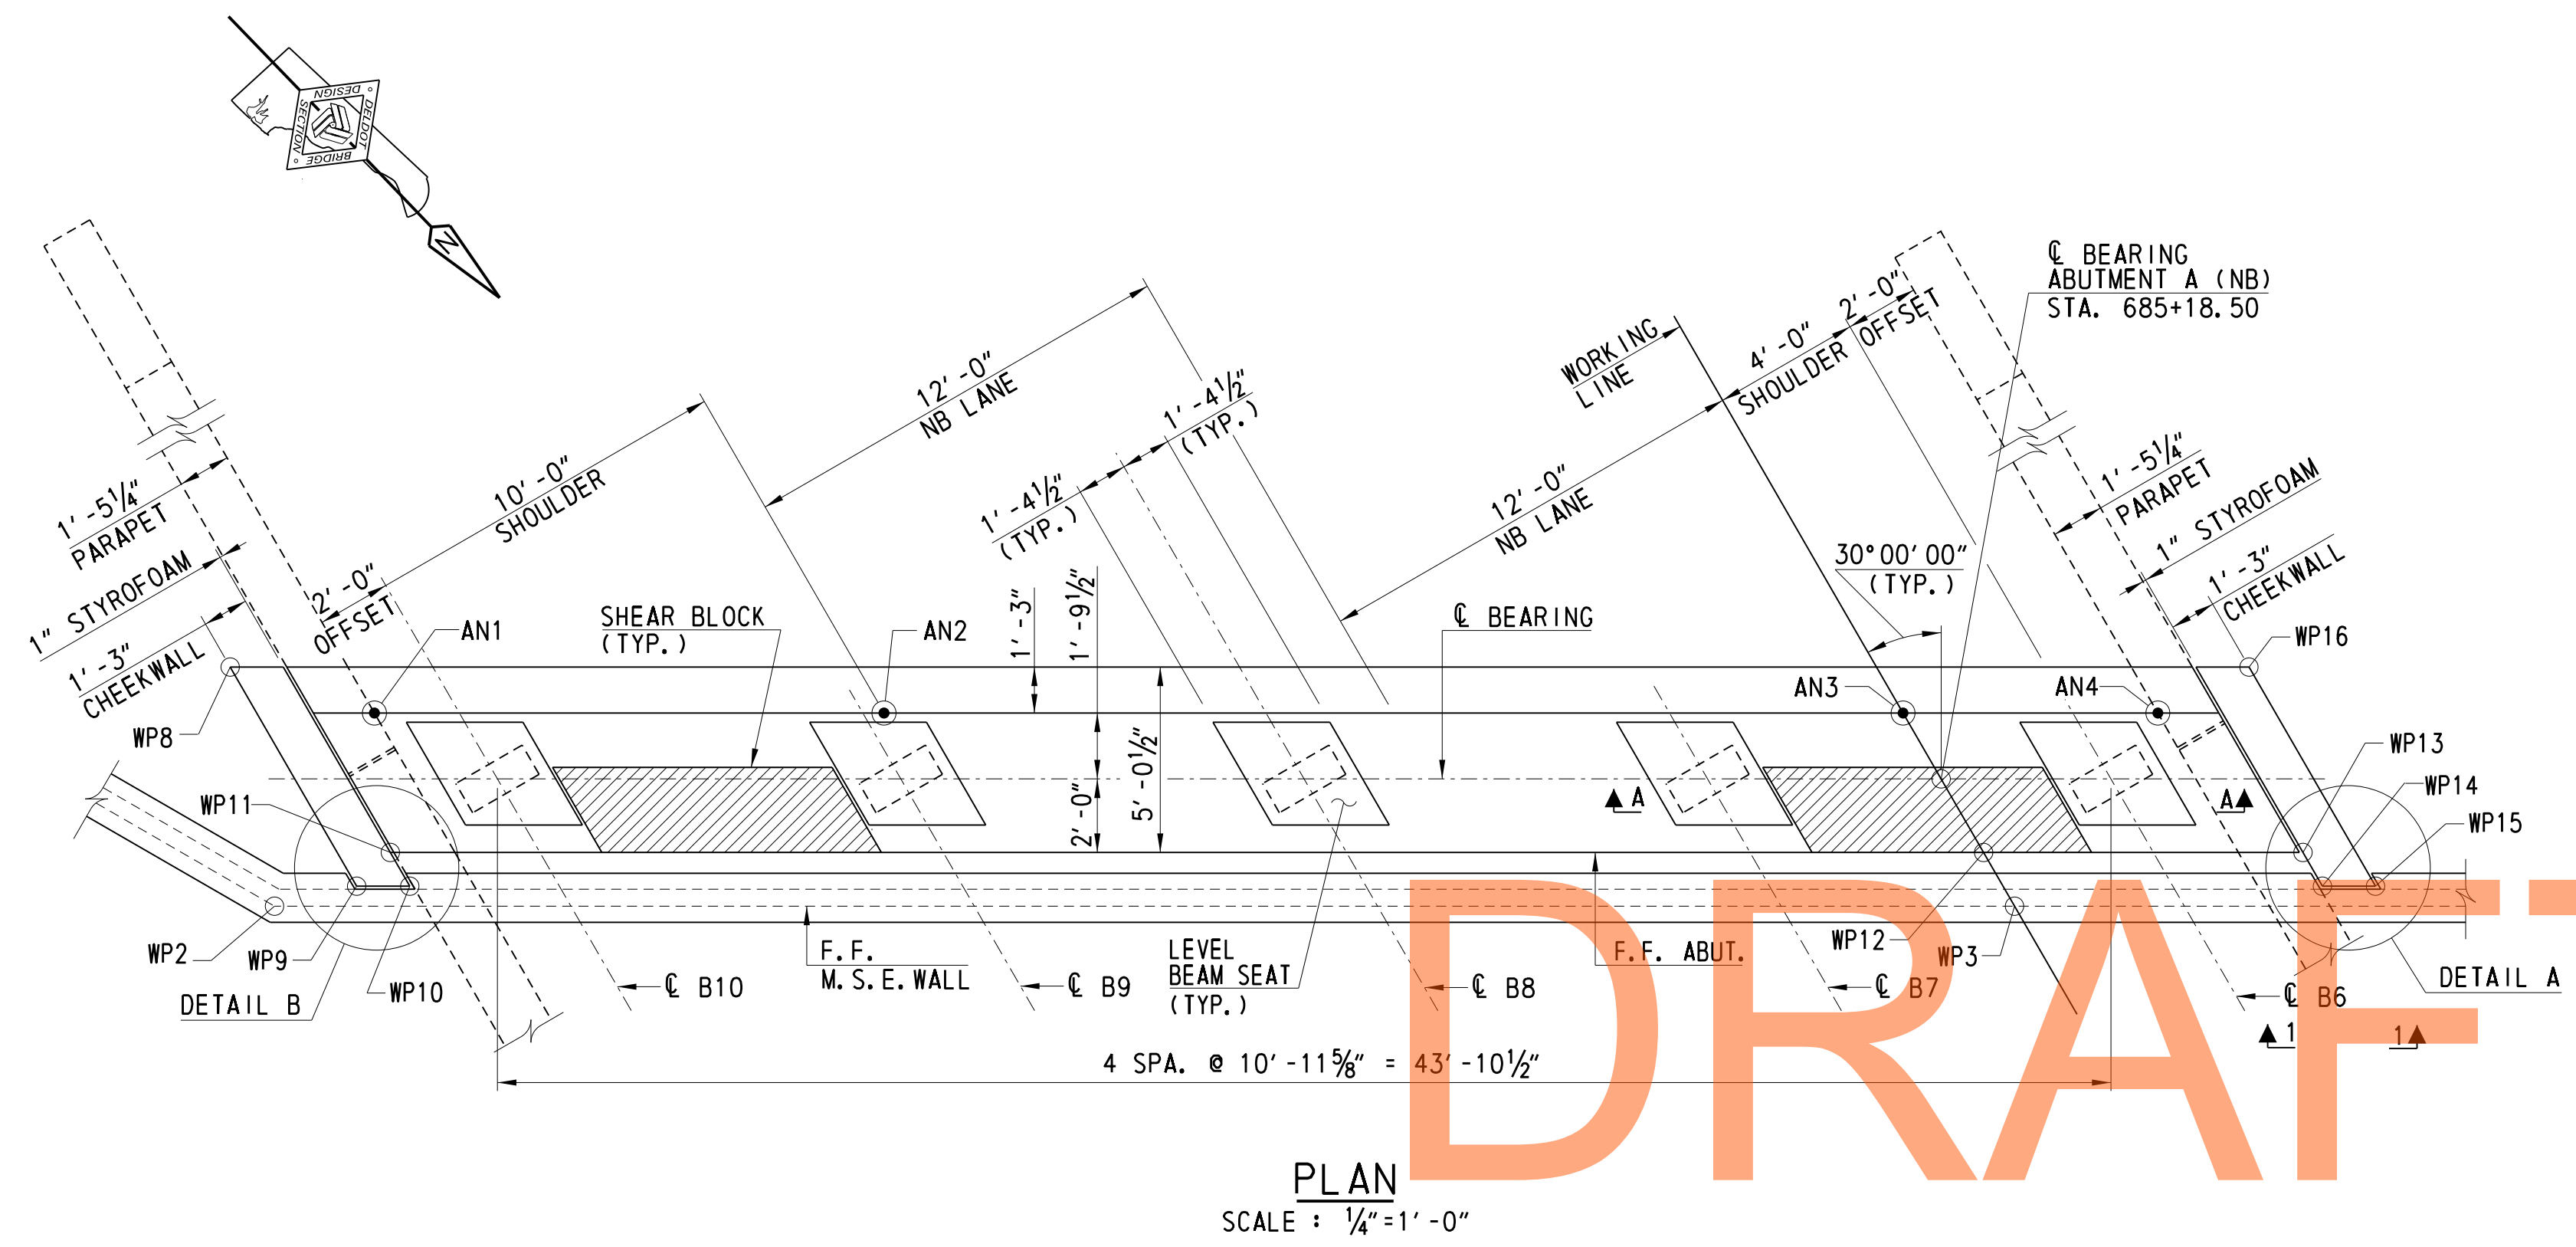 DELDOT
BRIDGE
DESIGN
SECTION
N
℄ BEARING
ABUTMENT A (NB)
STA. 685+18.50
WORKING
LINE
4'-0"
SHOULDER
2'-0"
OFFSET
12'-0"
NB LANE
1'-4½"
(TYP.)
1'-4½"
(TYP.)
10'-0"
SHOULDER
12'-0"
NB LANE
1'-5¼"
PARAPET
1" STYROFOAM
1'-3"
CHEEKWALL
2'-0"
OFFSET
1'-5¼"
PARAPET
1" STYROFOAM
1'-3"
CHEEKWALL
30°00'00"
(TYP.)
SHEAR BLOCK
(TYP.)
AN1
AN2
1'-3"
1'-9½"
℄ BEARING
WP16
AN3
AN4
WP8
WP13
WP14
WP11
2'-0"
5'-0½"
A
A
WP15
WP2
WP9
WP10
DETAIL B
F.F.
M.S.E.WALL
LEVEL
BEAM SEAT
(TYP.)
F.F. ABUT.
WP12
WP3
DETAIL A
℄ B10
℄ B9
℄ B8
℄ B7
℄ B6
1
1
4 SPA. @ 10'-11⅝" = 43'-10½"
DRAFT
PLAN
SCALE : ¼"=1'-0"